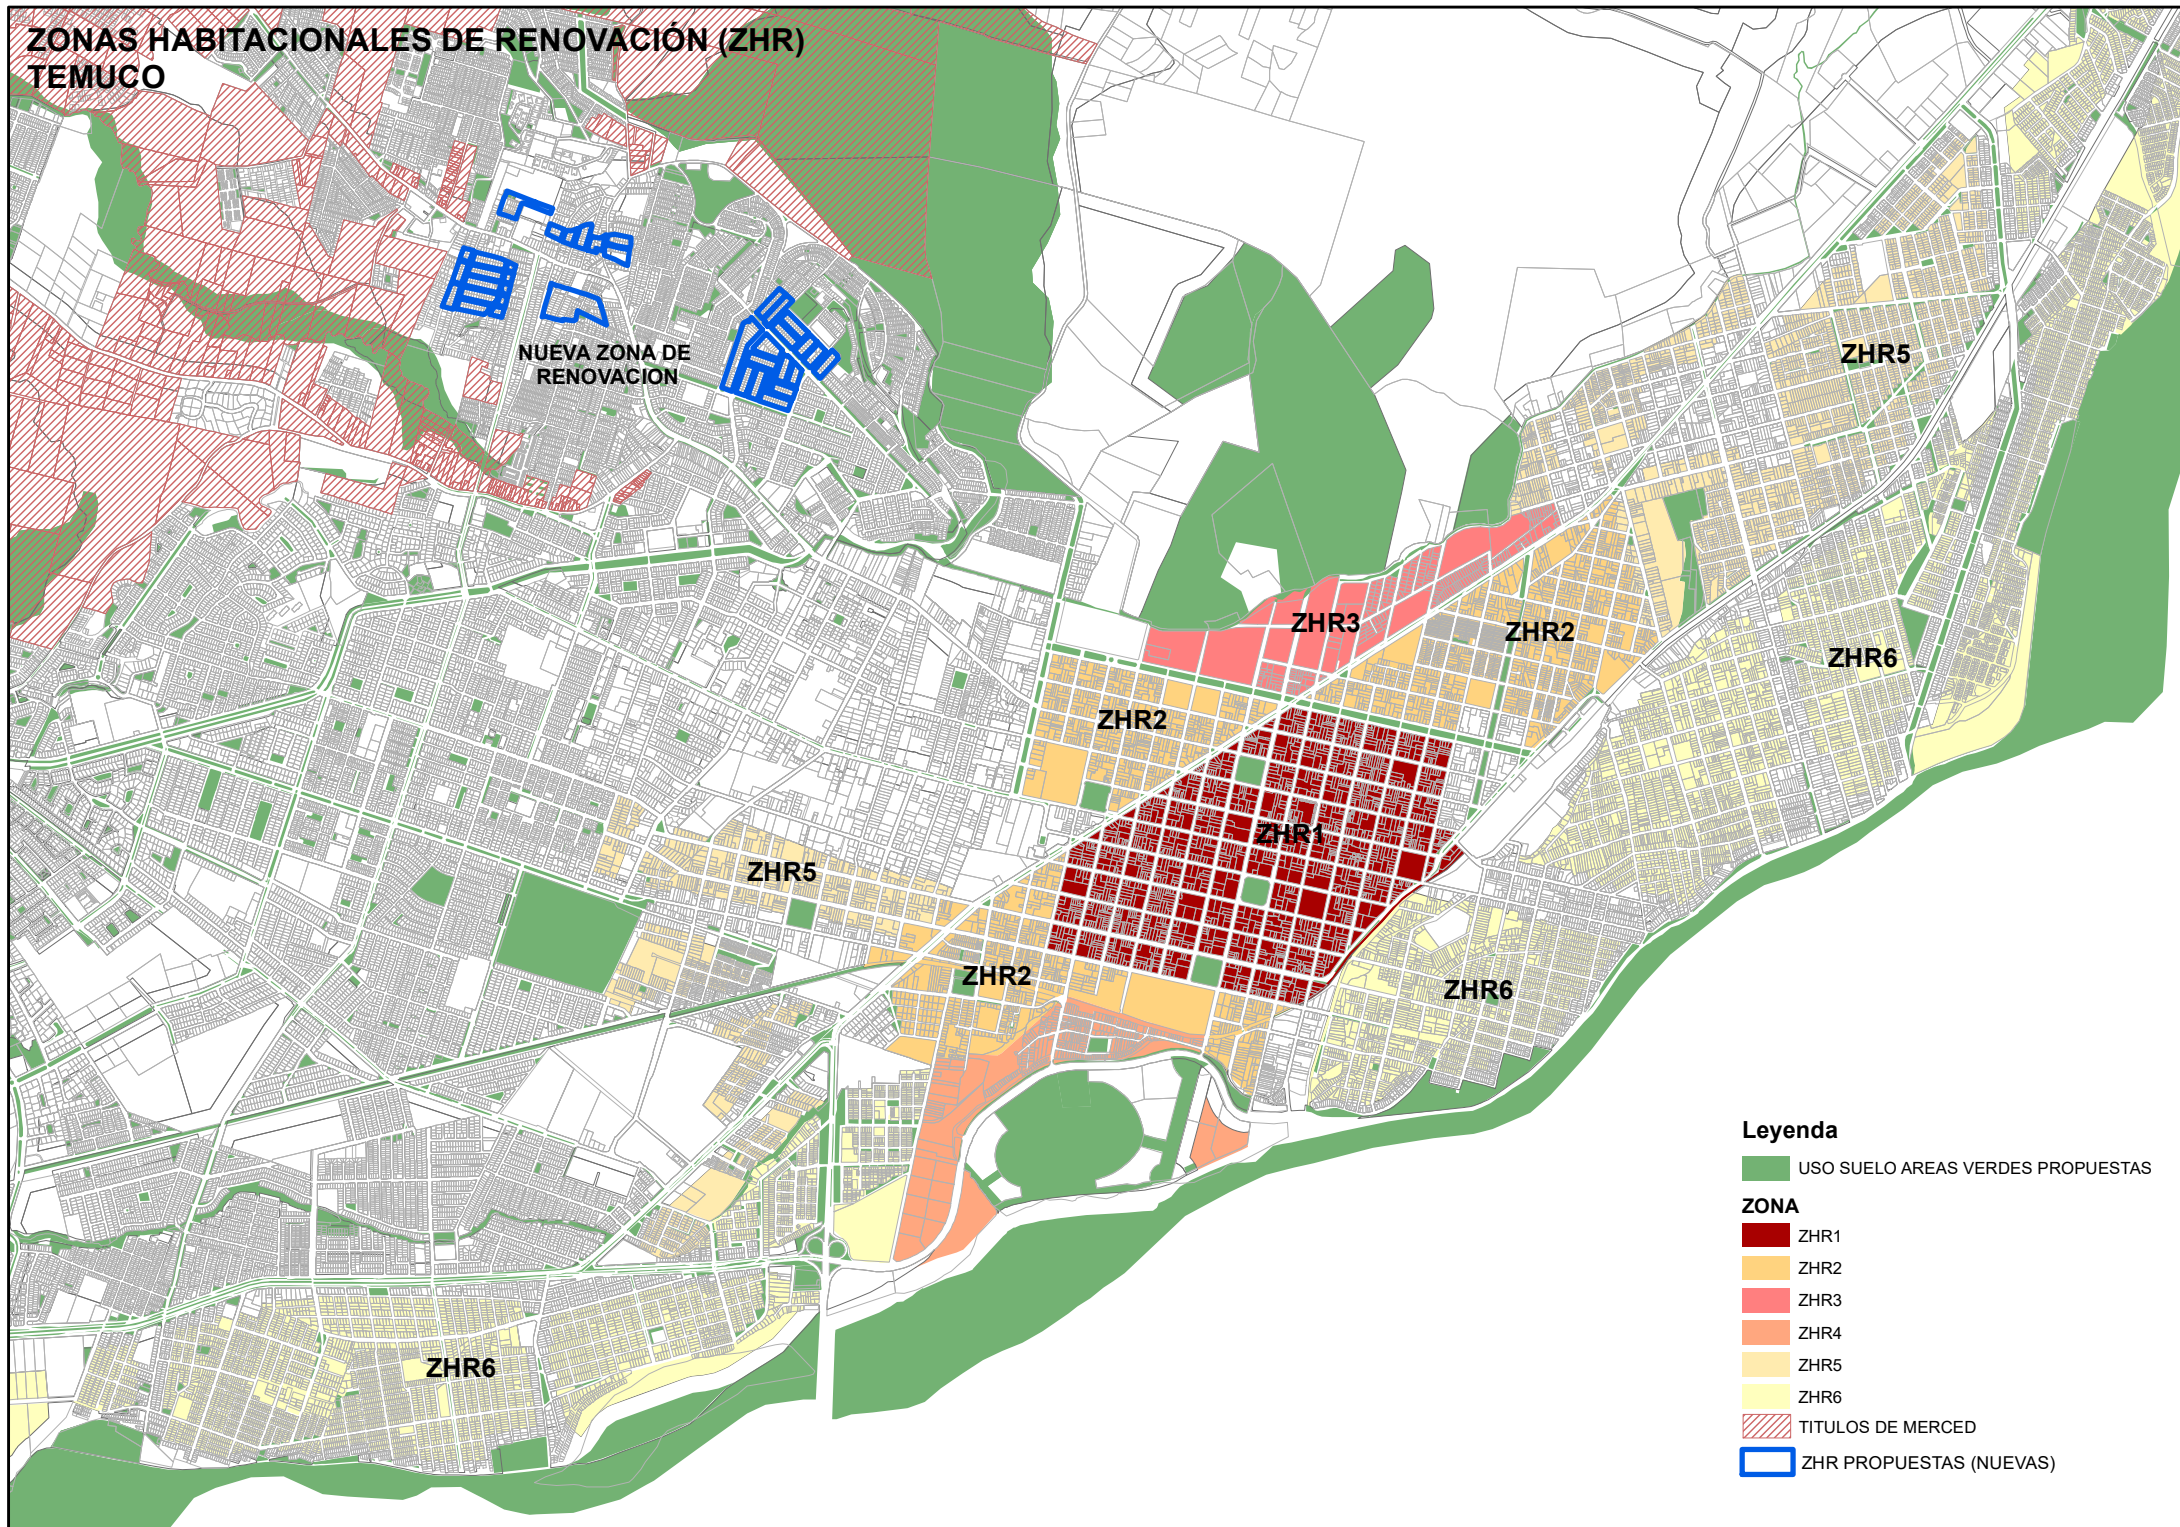 ZONAS HABITACIONALES DE RENOVACIÓN (ZHR)
TEMUCO
NUEVA ZONA DE
RENOVACION
ZHR5
ZHR3
ZHR2
ZHR6
ZHR2
ZHR1
ZHR5
ZHR2
ZHR6
ZHR6
Leyenda
USO SUELO AREAS VERDES PROPUESTAS
ZONA
ZHR1
ZHR2
ZHR3
ZHR4
ZHR5
ZHR6
TITULOS DE MERCED
ZHR PROPUESTAS (NUEVAS)